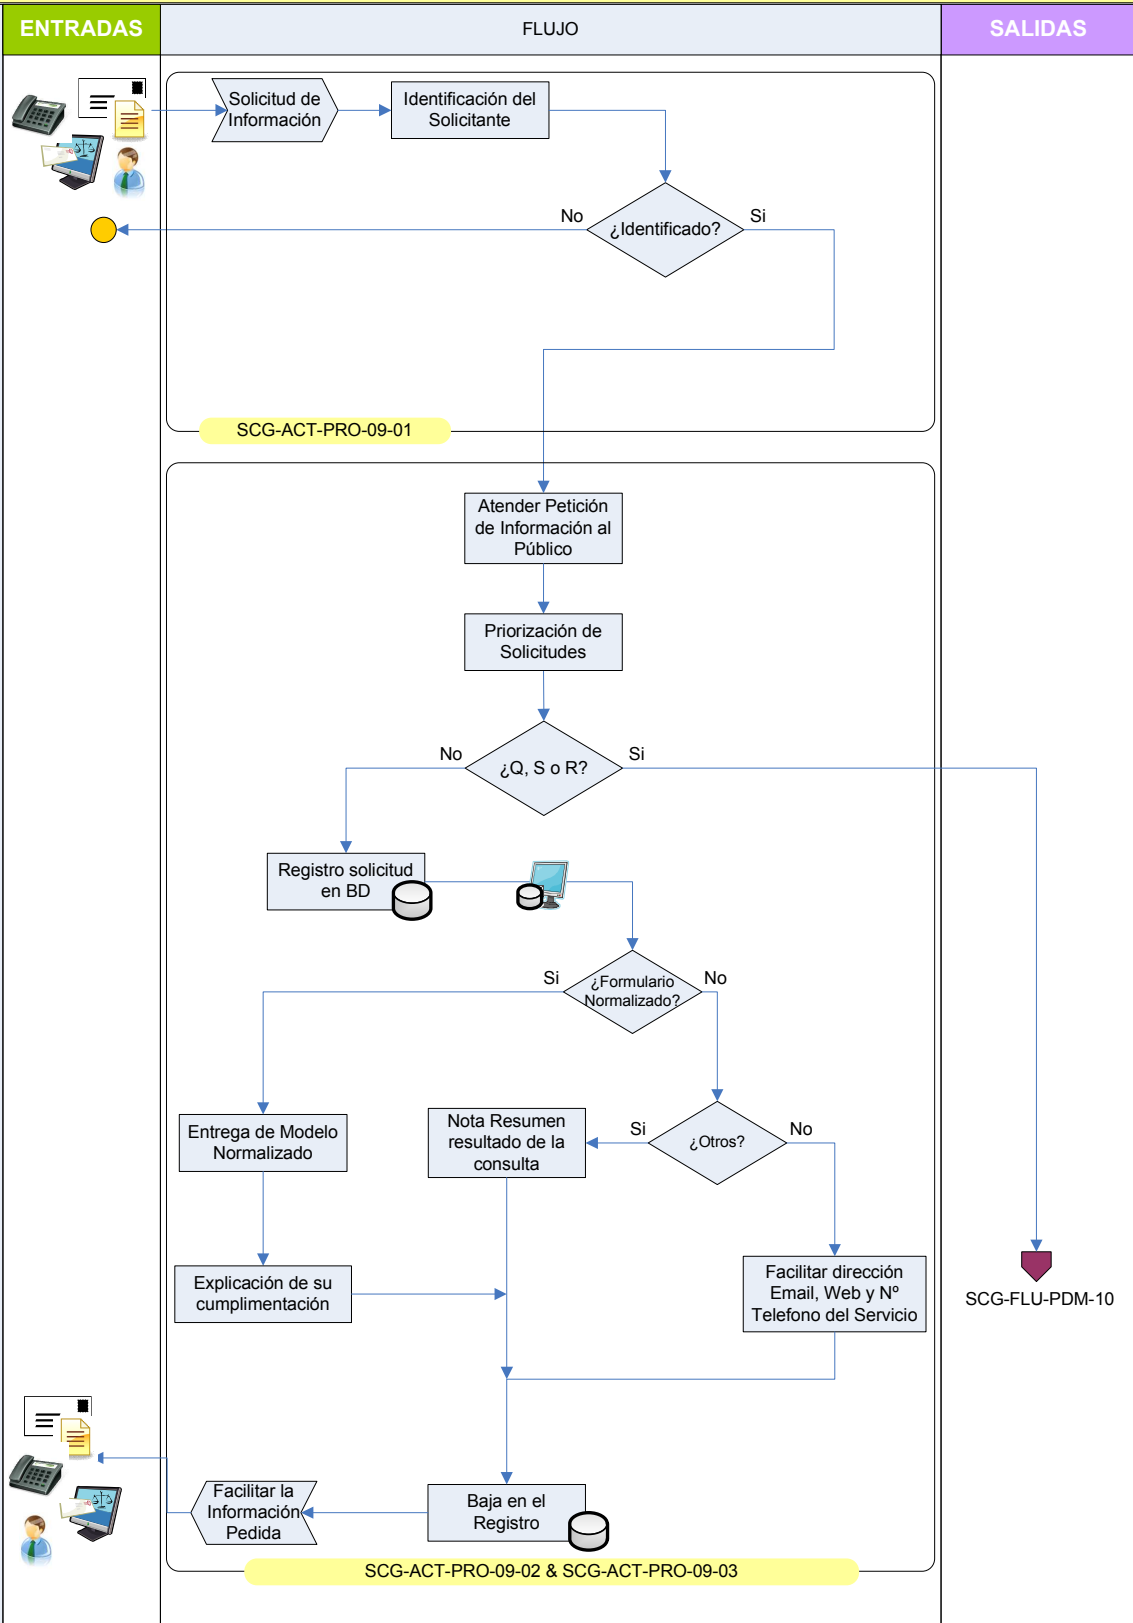 ENTRADAS
FLUJO
SALIDAS
Solicitud de
Información
Identificación del
Solicitante
No
¿Identificado?
Si
SCG-ACT-PRO-09-01
Atender Petición
de Información al
Público
Priorización de
Solicitudes
No
¿Q, S o R?
Si
Registro solicitud
en BD
Si
¿Formulario
Normalizado?
No
Entrega de Modelo
Normalizado
Nota Resumen
resultado de la
consulta
Si
¿Otros?
No
Explicación de su
cumplimentación
Facilitar dirección
Email, Web y Nº
Telefono del Servicio
SCG-FLU-PDM-10
Facilitar la
Información
Pedida
Baja en el
Registro
SCG-ACT-PRO-09-02 & SCG-ACT-PRO-09-03